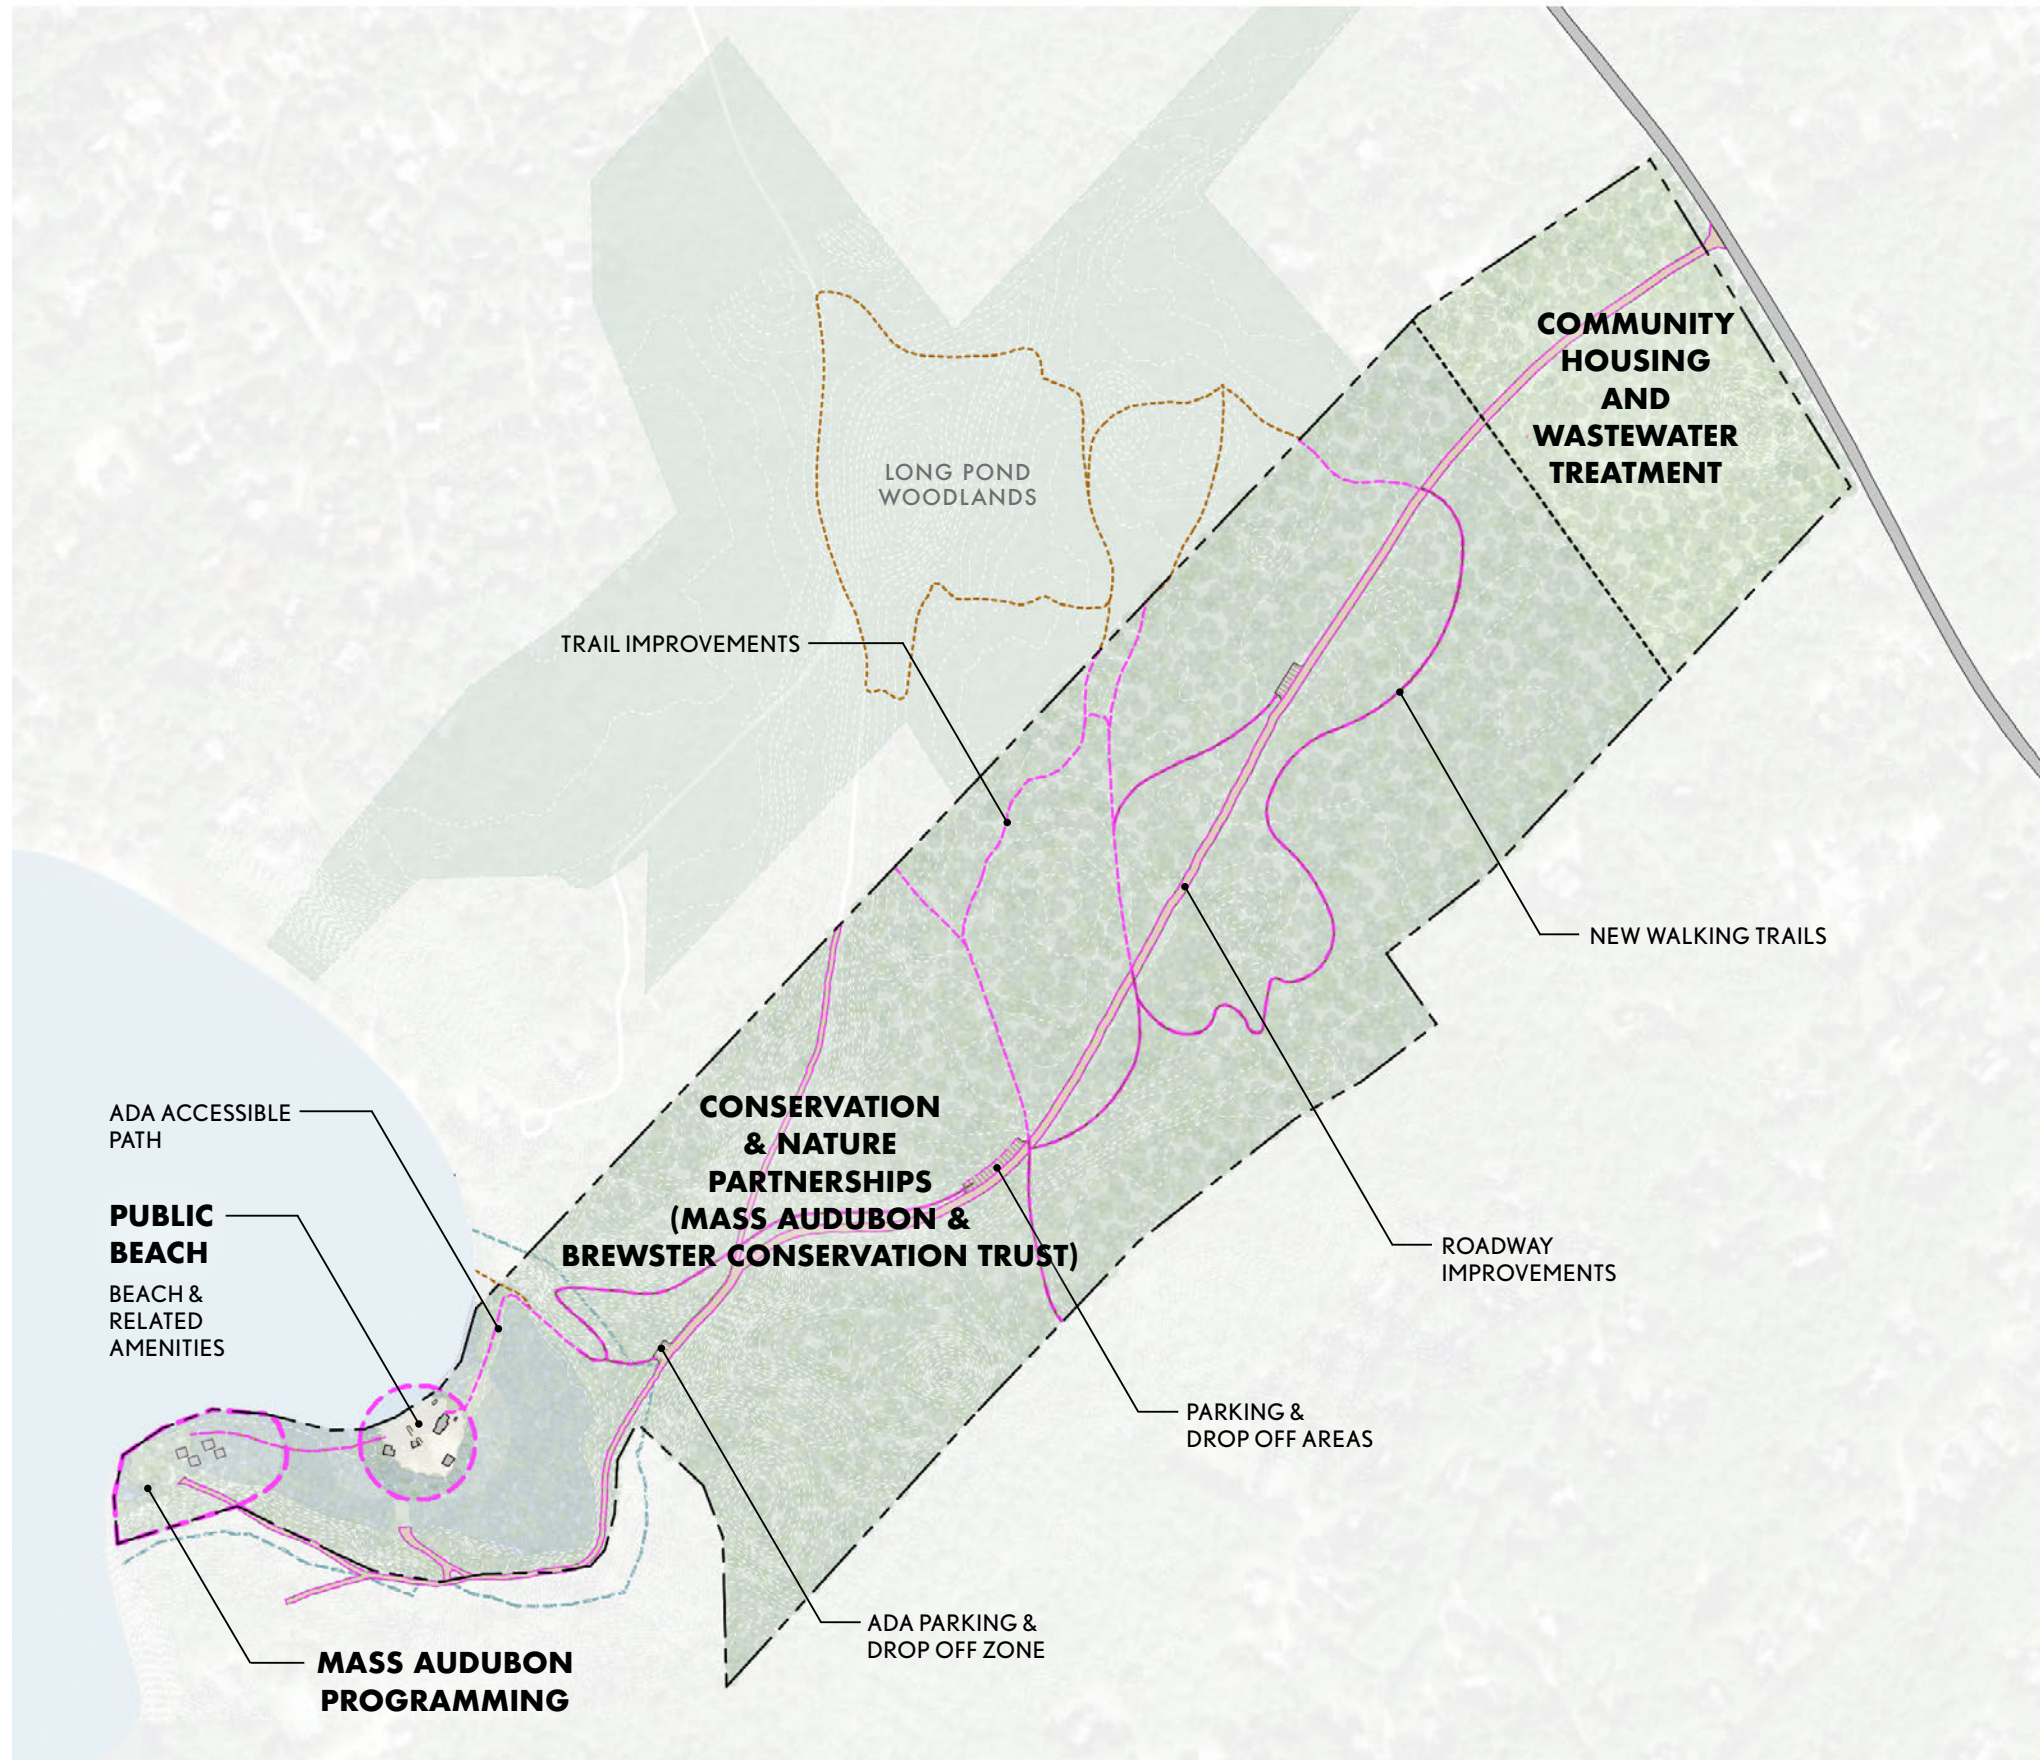 COMMUNITY
HOUSING
AND
WASTEWATER
TREATMENT
LONG POND
WOODLANDS
TRAIL IMPROVEMENTS
NEW WALKING TRAILS
CONSERVATION
& NATURE
PARTNERSHIPS
(MASS AUDUBON &
BREWSTER CONSERVATION TRUST)
ADA ACCESSIBLE
PATH
PUBLIC
BEACH
BEACH &
RELATED
AMENITIES
ROADWAY
IMPROVEMENTS
PARKING &
DROP OFF AREAS
ADA PARKING &
DROP OFF ZONE
MASS AUDUBON
PROGRAMMING